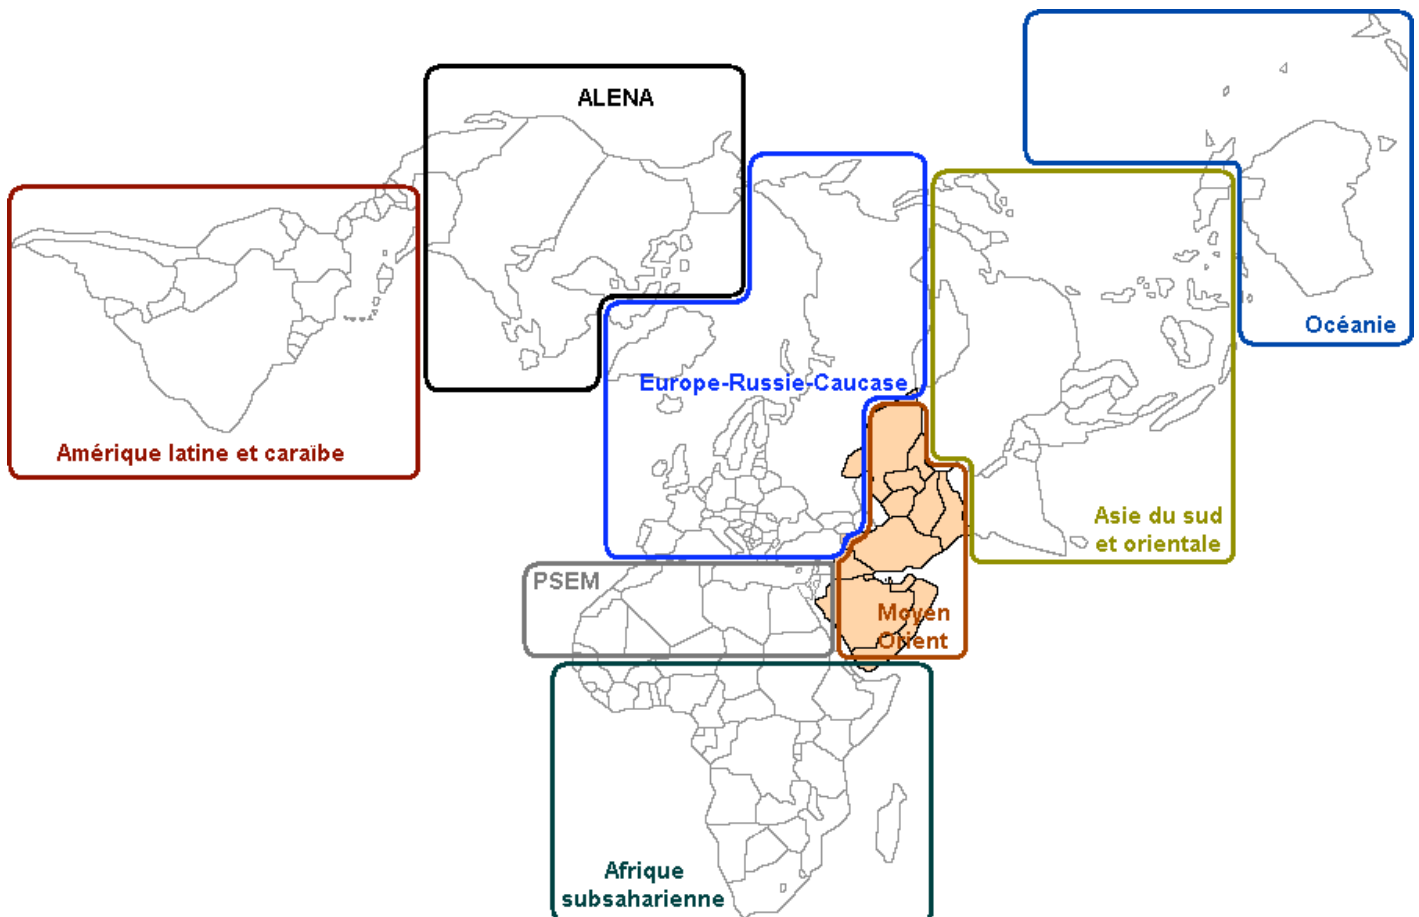 ALENA
Océanie
Europe-Russie-Caucase
Amérique latine et caraïbe
Asie du sud
et orientale
PSEM
Moyen
Orient
Afrique
subsaharienne